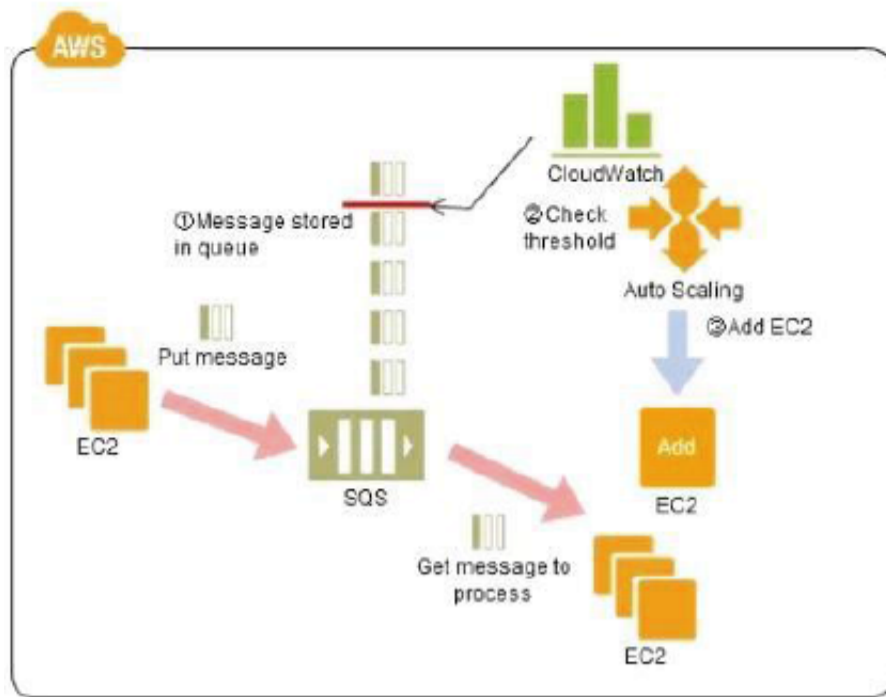 AWS
CloudWatch
①Message stored
in queue
②Check
threshold
Auto Scaling
③Add EC2
Put message
EC2
SQS
Add
EC2
Get message to
process
EC2